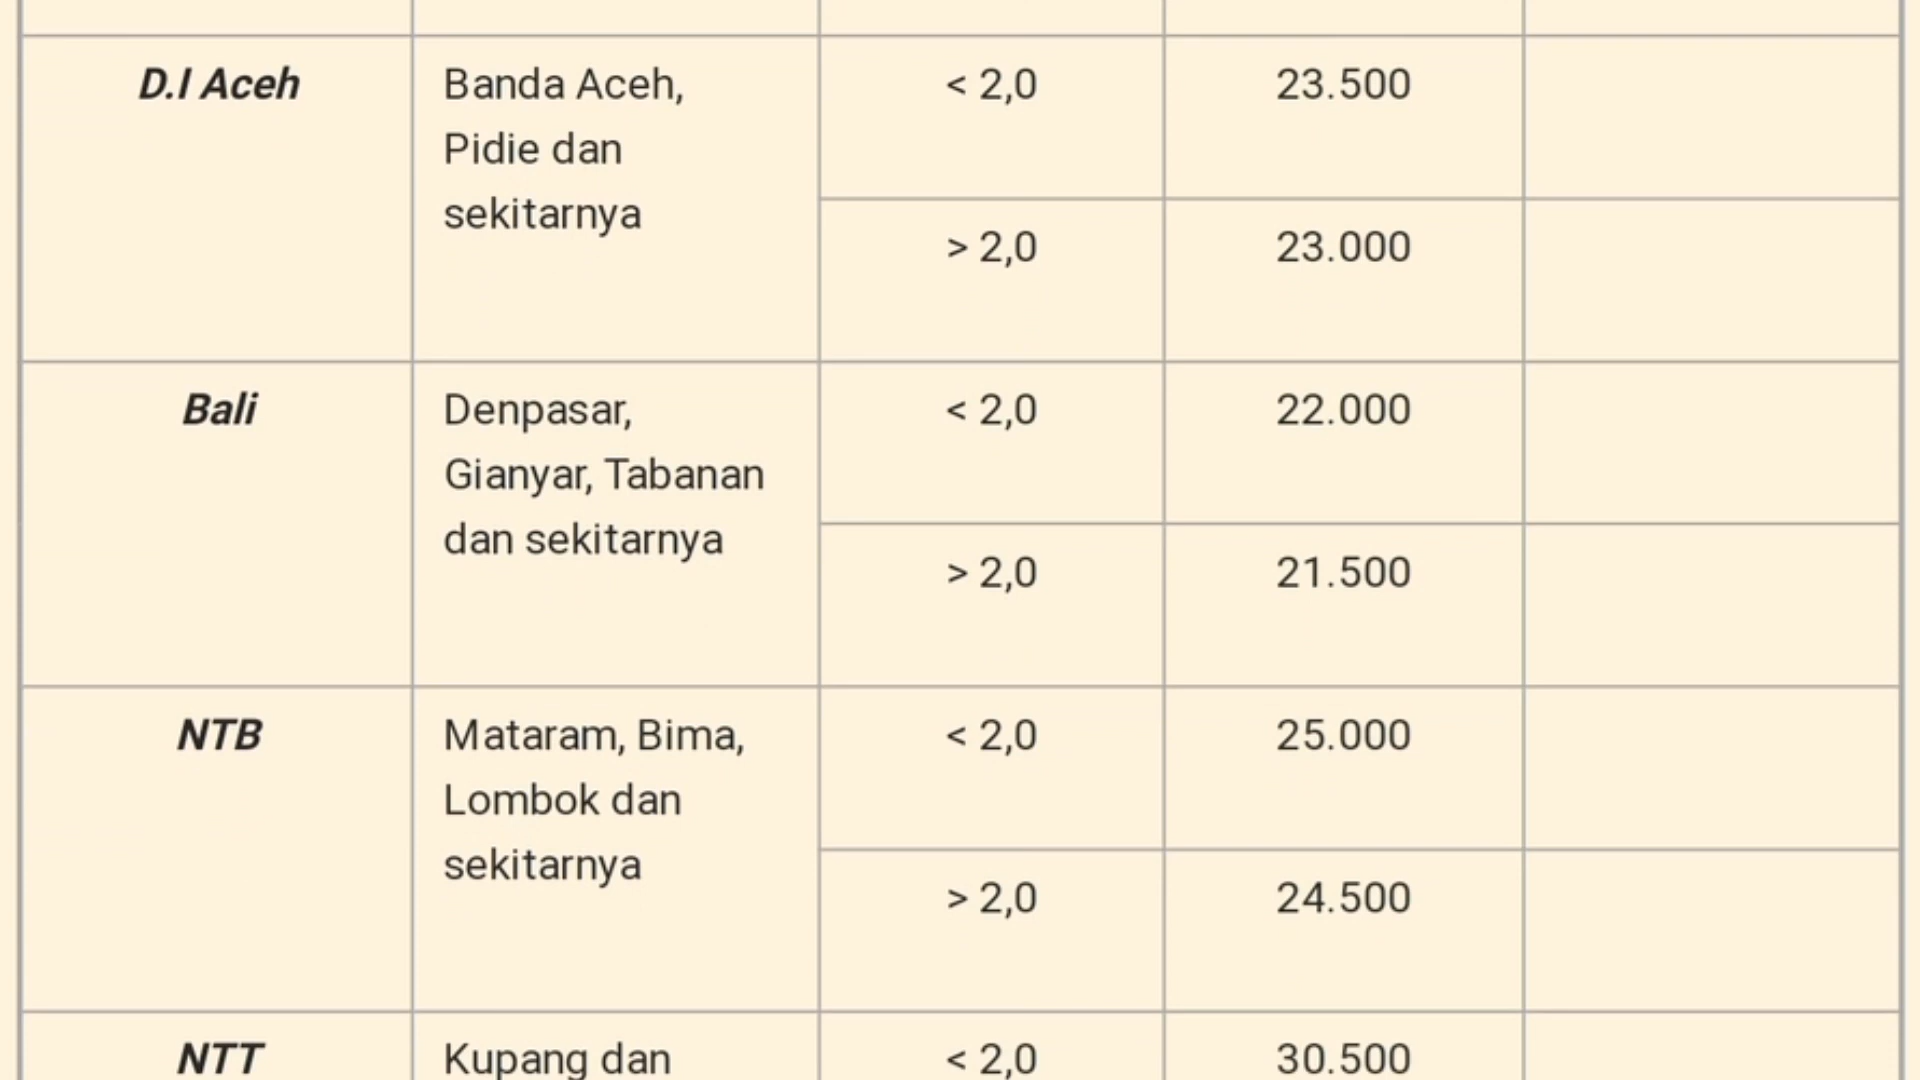 D.I Aceh
Banda Aceh,
Pidie dan
sekitarnya
< 2,0
23.500
> 2,0
23.000
Bali
Denpasar,
Gianyar, Tabanan
dan sekitarnya
< 2,0
22.000
> 2,0
21.500
NTB
Mataram, Bima,
Lombok dan
sekitarnya
< 2,0
25.000
> 2,0
24.500
NTT
Kupang dan
< 2,0
30.500